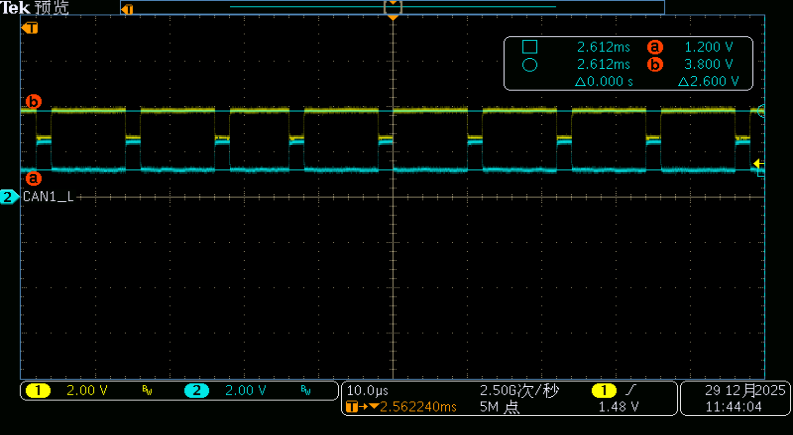 Tek 预览
T
T
2.612ms a 1.200 V
2.612ms b 3.800 V
△0.000 s △2.600 V
b
a
2 CAN1_L
1 2.00 V BW 2 2.00 V BW
10.0μs 2.50G次/秒 1 1.48 V
T→▼2.562240ms 5M 点
29 12月2025
11:44:04